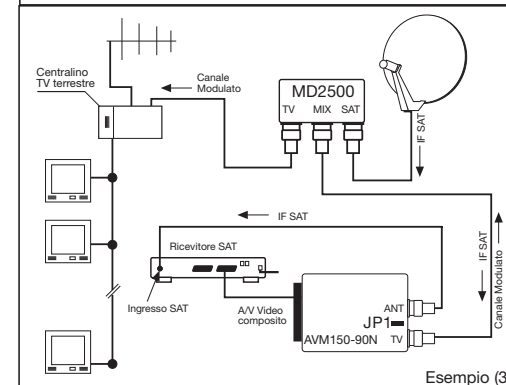 Centralino
TV terrestre
Canale
Modulato
MD2500
TV MIX SAT
IF SAT
IF SAT
Ricevitore SAT
IF SAT
Canale Modulato
Ingresso SAT
A/V Video
composito
ANT
JP1
AVM150-90N TV
Esempio (3